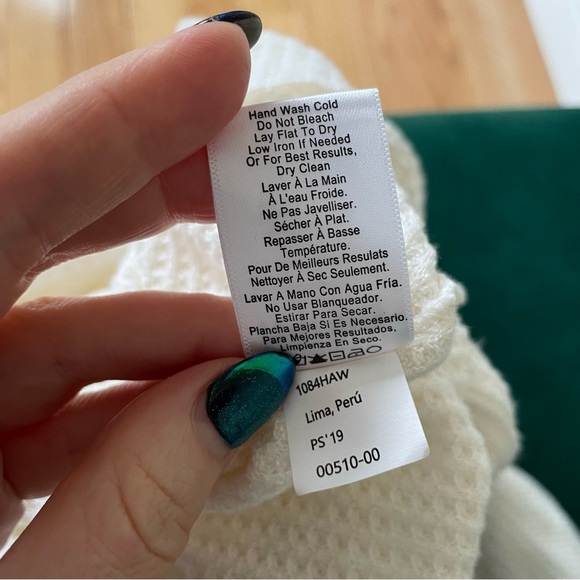 Hand Wash Cold
Do Not Bleach
Lay Flat To Dry
Low Iron If Needed
Or For Best Results,
Dry Clean
Laver À La Main
À L'eau Froide.
Ne Pas Javelliser.
Sécher À Plat.
Repasser À Basse
Température.
Pour De Meilleurs Resulats
Nettoyer À Sec Seulement.
Lavar A Mano Con Agua Fria.
No Usar Blanqueador.
Estirar Para Secar.
Plancha Baja Si Es Necesario.
Para Mejores Resultados,
Limpienza En Seco.
1084HAW
Lima, Perú
PS'19
00510-00